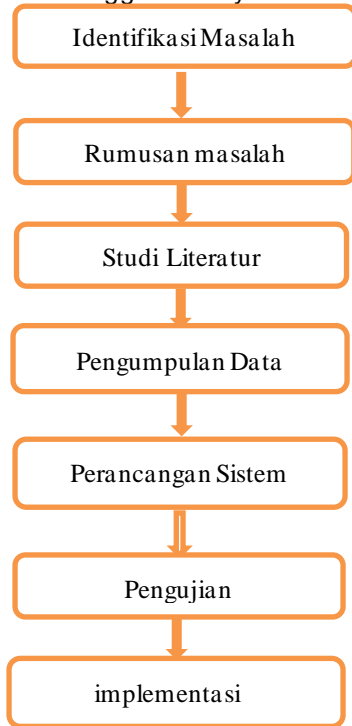 Identifikasi Masalah
Rumusan masalah
Studi Literatur
Pengumpulan Data
Perancangan Sistem
Pengujian
implementasi